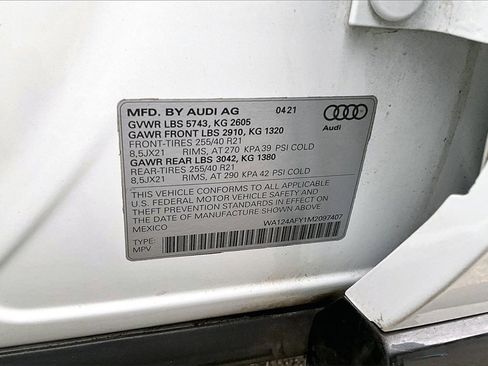 MFD. BY AUDI AG 04 21
GVWR LBS 5743, KG 2605
GAWR FRONT LBS 2910, KG 1320
FRONT-TIRES 255/40 R21
8,5JX21 RIMS, AT 270 KPA 39 PSI COLD
GAWR REAR LBS 3042, KG 1380
REAR-TIRES 255/40 R21
8,5JX21 RIMS, AT 290 KPA 42 PSI COLD
Audi
THIS VEHICLE CONFORMS TO ALL APPLICABLE
U.S. FEDERAL MOTOR VEHICLE SAFETY AND
THEFT PREVENTION STANDARDS IN EFFECT ON
THE DATE OF MANUFACTURE SHOWN ABOVE.
MEXICO
WA124AFY1M2097407
TYPE:
MPV